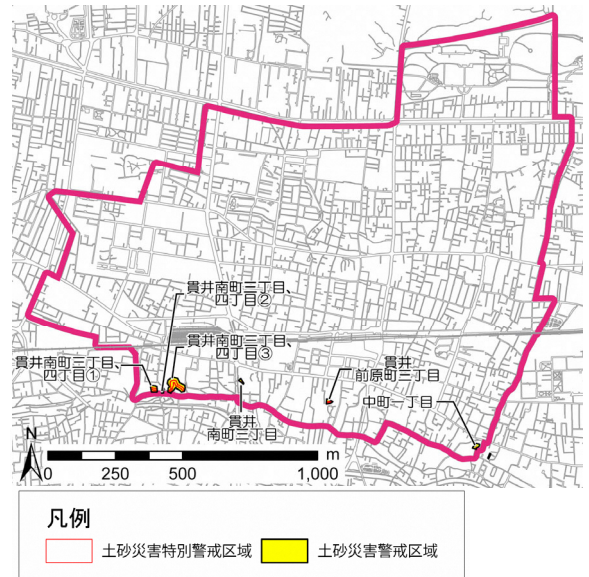 貫井南町三丁目、
四丁目②
貫井南町三丁目、
四丁目③
貫井南町三丁目、
四丁目①
貫井
南町三丁目
貫井
前原町三丁目
中町一丁目
N
m
0 250 500 1,000
凡例
土砂災害特別警戒区域 土砂災害警戒区域